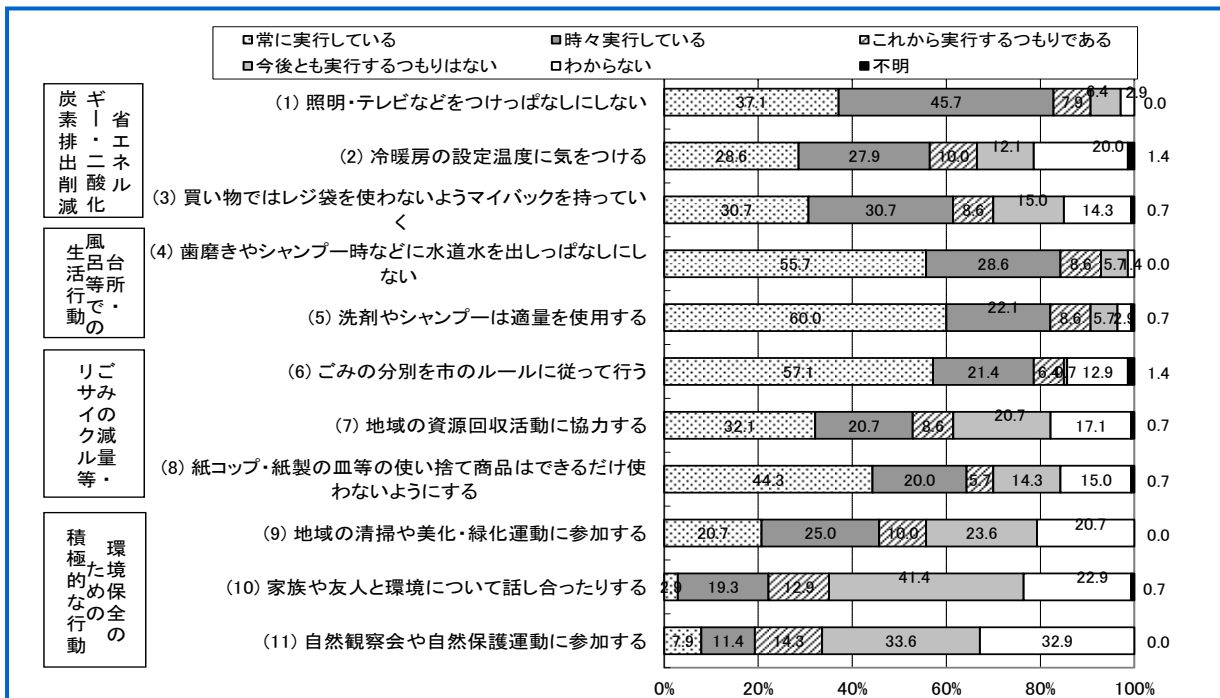 常に実行している 時々実行している これから実行するつもりである
今後とも実行するつもりはない わからない 不明
省エネル
ギー・二酸化
炭素排出削減
(1) 照明・テレビなどをつけっぱなしにしない 37.1 45.7 7.9 6.4 2.9 0.0
(2) 冷暖房の設定温度に気をつける 28.6 27.9 10.0 12.1 20.0 1.4
(3) 買い物ではレジ袋を使わないようマイバックを持ってい
く 30.7 30.7 8.6 15.0 14.3 0.7
台所・
風呂等での
生活行動
(4) 歯磨きやシャンプー時などに水道水を出しっぱなしにし
ない 55.7 28.6 8.6 5.7 1.4 0.0
(5) 洗剤やシャンプーは適量を使用する 60.0 22.1 8.6 5.7 2.9 0.7
ごみの減量・
リサイクル等
(6) ごみの分別を市のルールに従って行う 57.1 21.4 6.4 0.7 12.9 1.4
(7) 地域の資源回収活動に協力する 32.1 20.7 8.6 20.7 17.1 0.7
(8) 紙コップ・紙製の皿等の使い捨て商品はできるだけ使
わないようにする 44.3 20.0 5.7 14.3 15.0 0.7
環境保全の
ための
積極的な行動
(9) 地域の清掃や美化・緑化運動に参加する 20.7 25.0 10.0 23.6 20.7 0.0
(10) 家族や友人と環境について話し合ったりする 2.9 19.3 12.9 41.4 22.9 0.7
(11) 自然観察会や自然保護運動に参加する 7.9 11.4 14.3 33.6 32.9 0.0
0% 20% 40% 60% 80% 100%